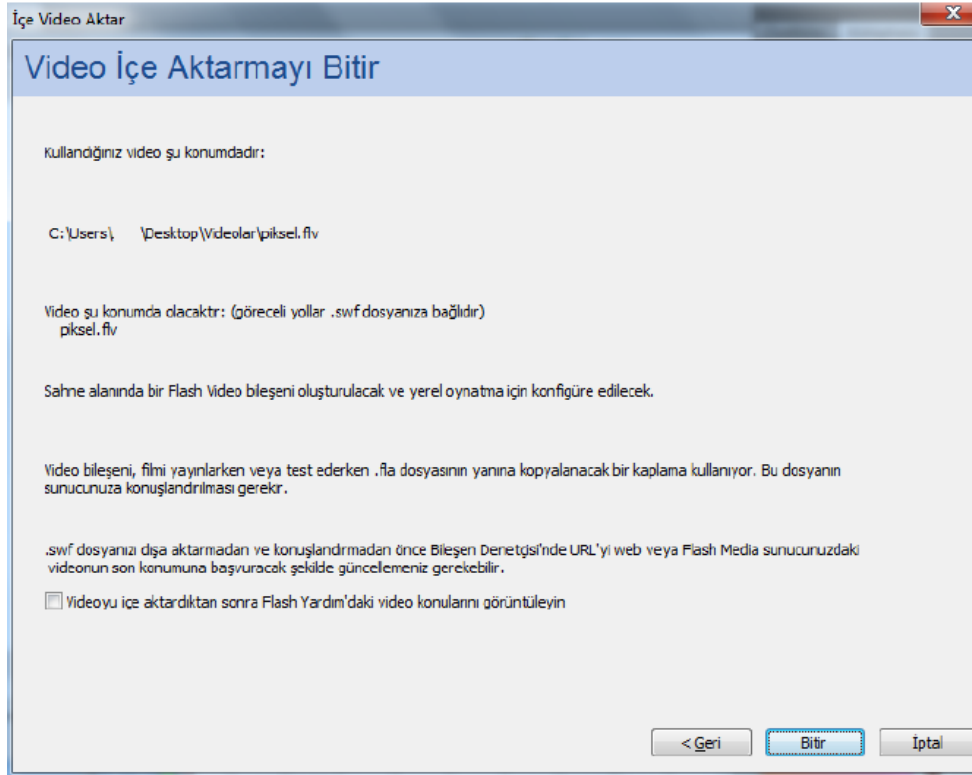 İçe Video Aktar
Video İçe Aktarmayı Bitir
Kullandığınız video şu konumdadır:
C:\Users\ \Desktop\Videolar\piksel.flv
Video şu konumda olacaktır: (göreceli yollar .swf dosyanıza bağlıdır)
piksel.flv
Sahne alanında bir Flash Video bileşeni oluşturulacak ve yerel oynatma için konfigüre edilecek.
Video bileşeni, filmi yayınlarken veya test ederken .fla dosyasının yanına kopyalanacak bir kaplama kullanıyor. Bu dosyanın
sunucunuza konuşlandırılması gerekir.
.swf dosyanızı dışa aktarmadan ve konuşlandırmadan önce Bileşen Denetçisi'nde URL'yi web veya Flash Media sunucunuzdaki
videonun son konumuna başvuracak şekilde güncellemeniz gerekebilir.
Videoyu içe aktardıktan sonra Flash Yardım'daki video konularını görüntüleyin
< Geri Bitir İptal